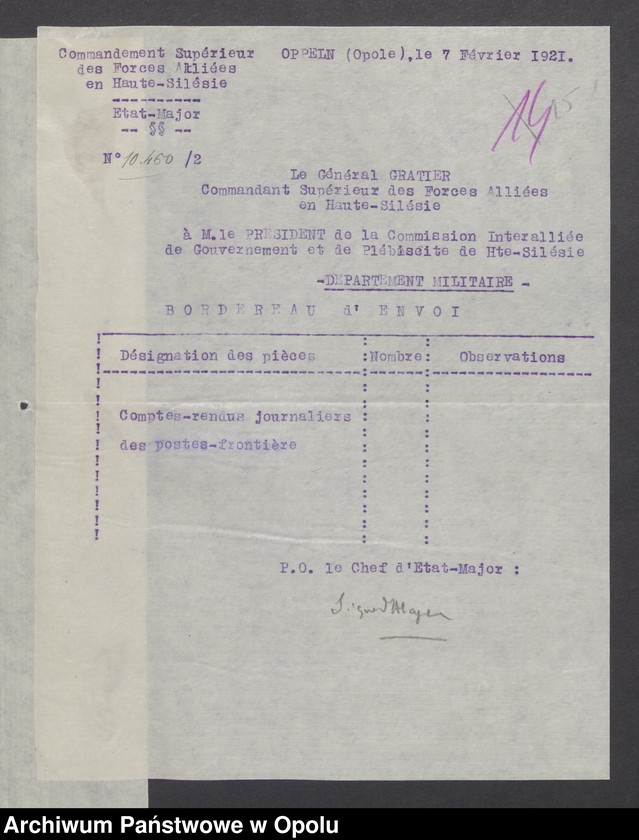 Commandement Supérieur
des Forces Alliées
en Haute-Silésie
Etat-Major
-- §§ --
N° 10.460 /2
OPPELN (Opole), le 7 Février 1921.
14
15
Le Général GRATIER
Commandant Supérieur des Forces Alliées
en Haute-Silésie
à M.le PRESIDENT de la Commission Interalliée
de Gouvernement et de Plébiscite de Hte-Silésie
-DEPARTEMENT MILITAIRE -
BORDEREAU d' ENVOI
Désignation des pièces : Nombre : Observations
Comptes-rendus journaliers
des postes-frontière
P.O. le Chef d'Etat-Major :
Archiwum Państwowe w Opolu